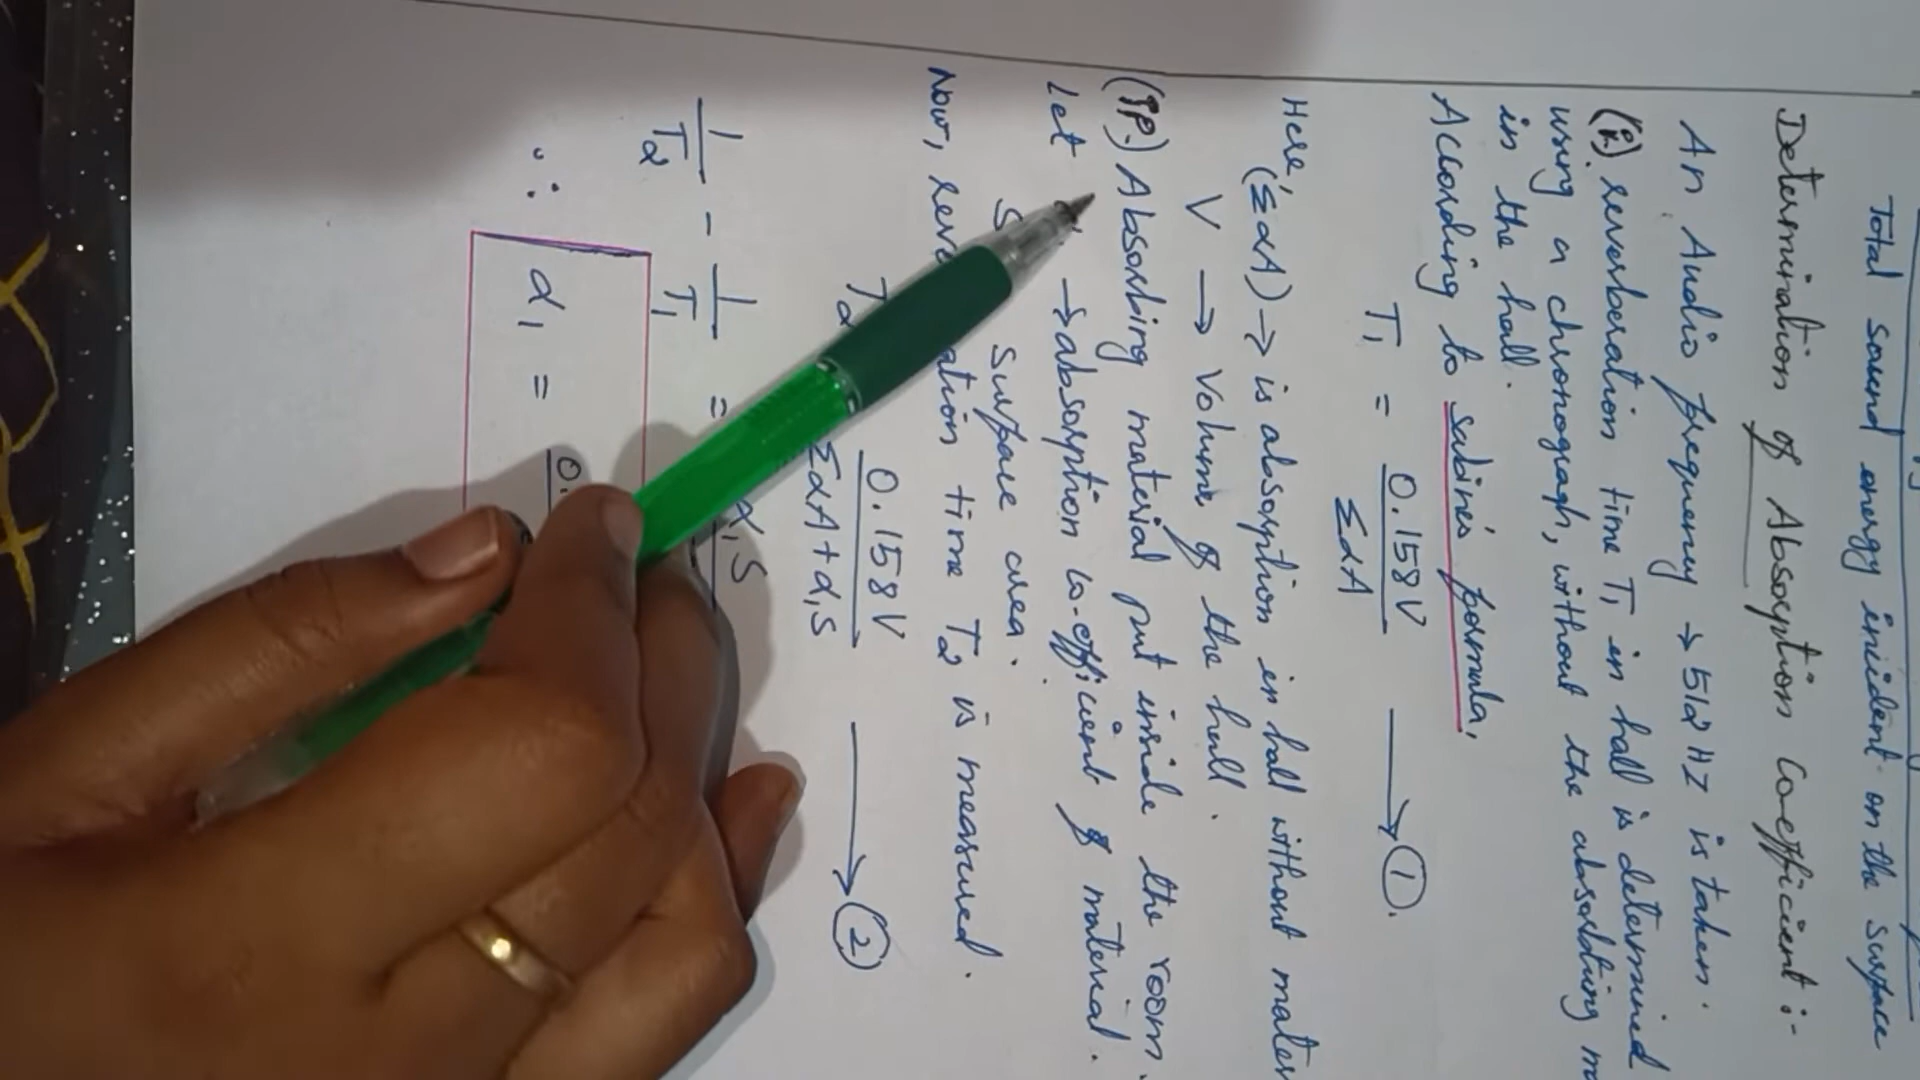 Total sound energy incident on the surface
Determination of Absorption Co-efficient :-
An Audio frequency → 512 HZ is taken.
(i). reverberation time T₁ in hall is determined
using a chronogagh, without the absorbing
in the hall.
According to sabine's formula,
T₁ = 0.158V / ΣαA → ①.
Here,
(ΣαA) → is absorption in hall without
V → Volume of the hall.
(ii.) Absorbing material put inside the room.
Let → absorption co-efficient of material.
S surface area.
Now, time T₂ is measured.
T₂ 0.158V / ΣαA + α₁S → ②
1/T₂ - 1/T₁ = α₁S
∴ α₁ =